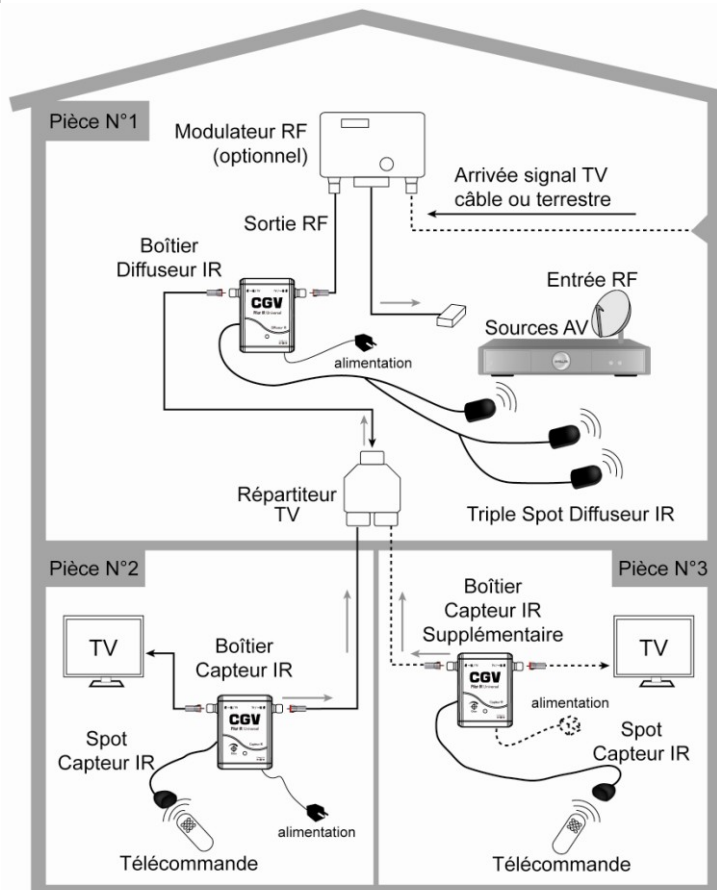 Pièce N°1
Modulateur RF
(optionnel)
Arrivée signal TV
câble ou terrestre
Sortie RF
Boîtier
Diffuseur IR
CGV
alimentation
Entrée RF
Sources AV
Répartiteur
TV
Triple Spot Diffuseur IR
Pièce N°2
TV
Boîtier
Capteur IR
CGV
Spot
Capteur IR
alimentation
Télécommande
Pièce N°3
Boîtier
Capteur IR
Supplémentaire
TV
CGV
alimentation
Spot
Capteur IR
Télécommande